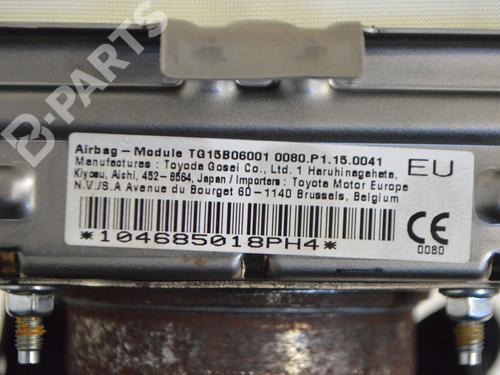 B-PARTS
Airbag-Module TG15B06001 0080.P1.15.0041
Manufactures : Toyoda Gosei Co., Ltd. 1 Haruhinagahata,
Kiyosu, Aichi, 452-8564, Japan / Importers : Toyota Motor Europe
N.V./S.A Avenue du Bourget 60-1140 Brussels, Belgium
EU
*104685018PH4*
CE
0080